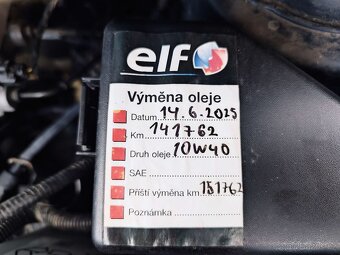 elf
Výměna oleje
Datum 14.6.2025
Km 141762
Druh oleje 10W40
SAE
Příští výměna km 151762
Poznámka